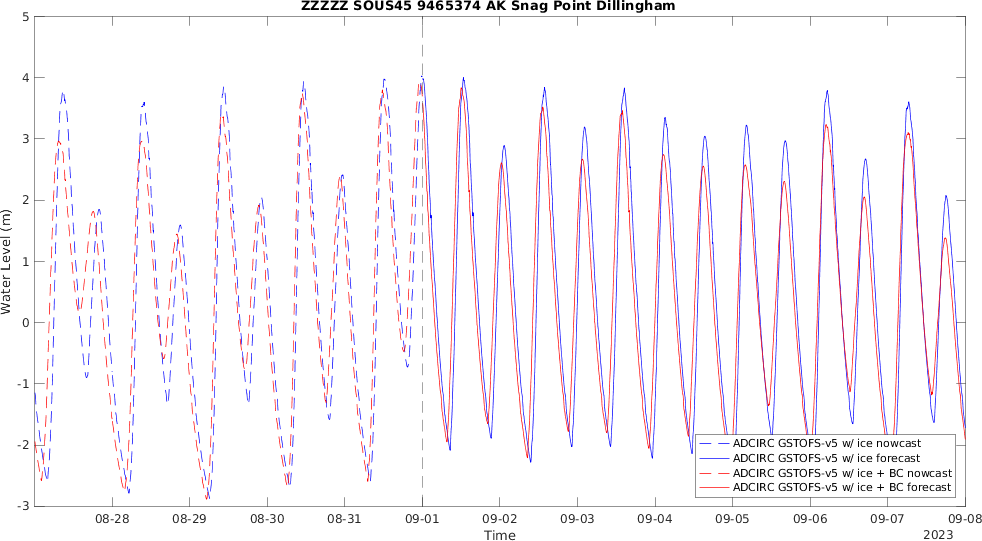 ZZZZZ SOUS45 9465374 AK Snag Point Dillingham
5
4
3
2
1
0
-1
-2
-3
Water Level (m)
08-28 08-29 08-30 08-31 09-01 09-02 09-03 09-04 09-05 09-06 09-07 09-08
Time
2023
ADCIRC GSTOFS-v5 w/ ice nowcast
ADCIRC GSTOFS-v5 w/ ice forecast
ADCIRC GSTOFS-v5 w/ ice + BC nowcast
ADCIRC GSTOFS-v5 w/ ice + BC forecast